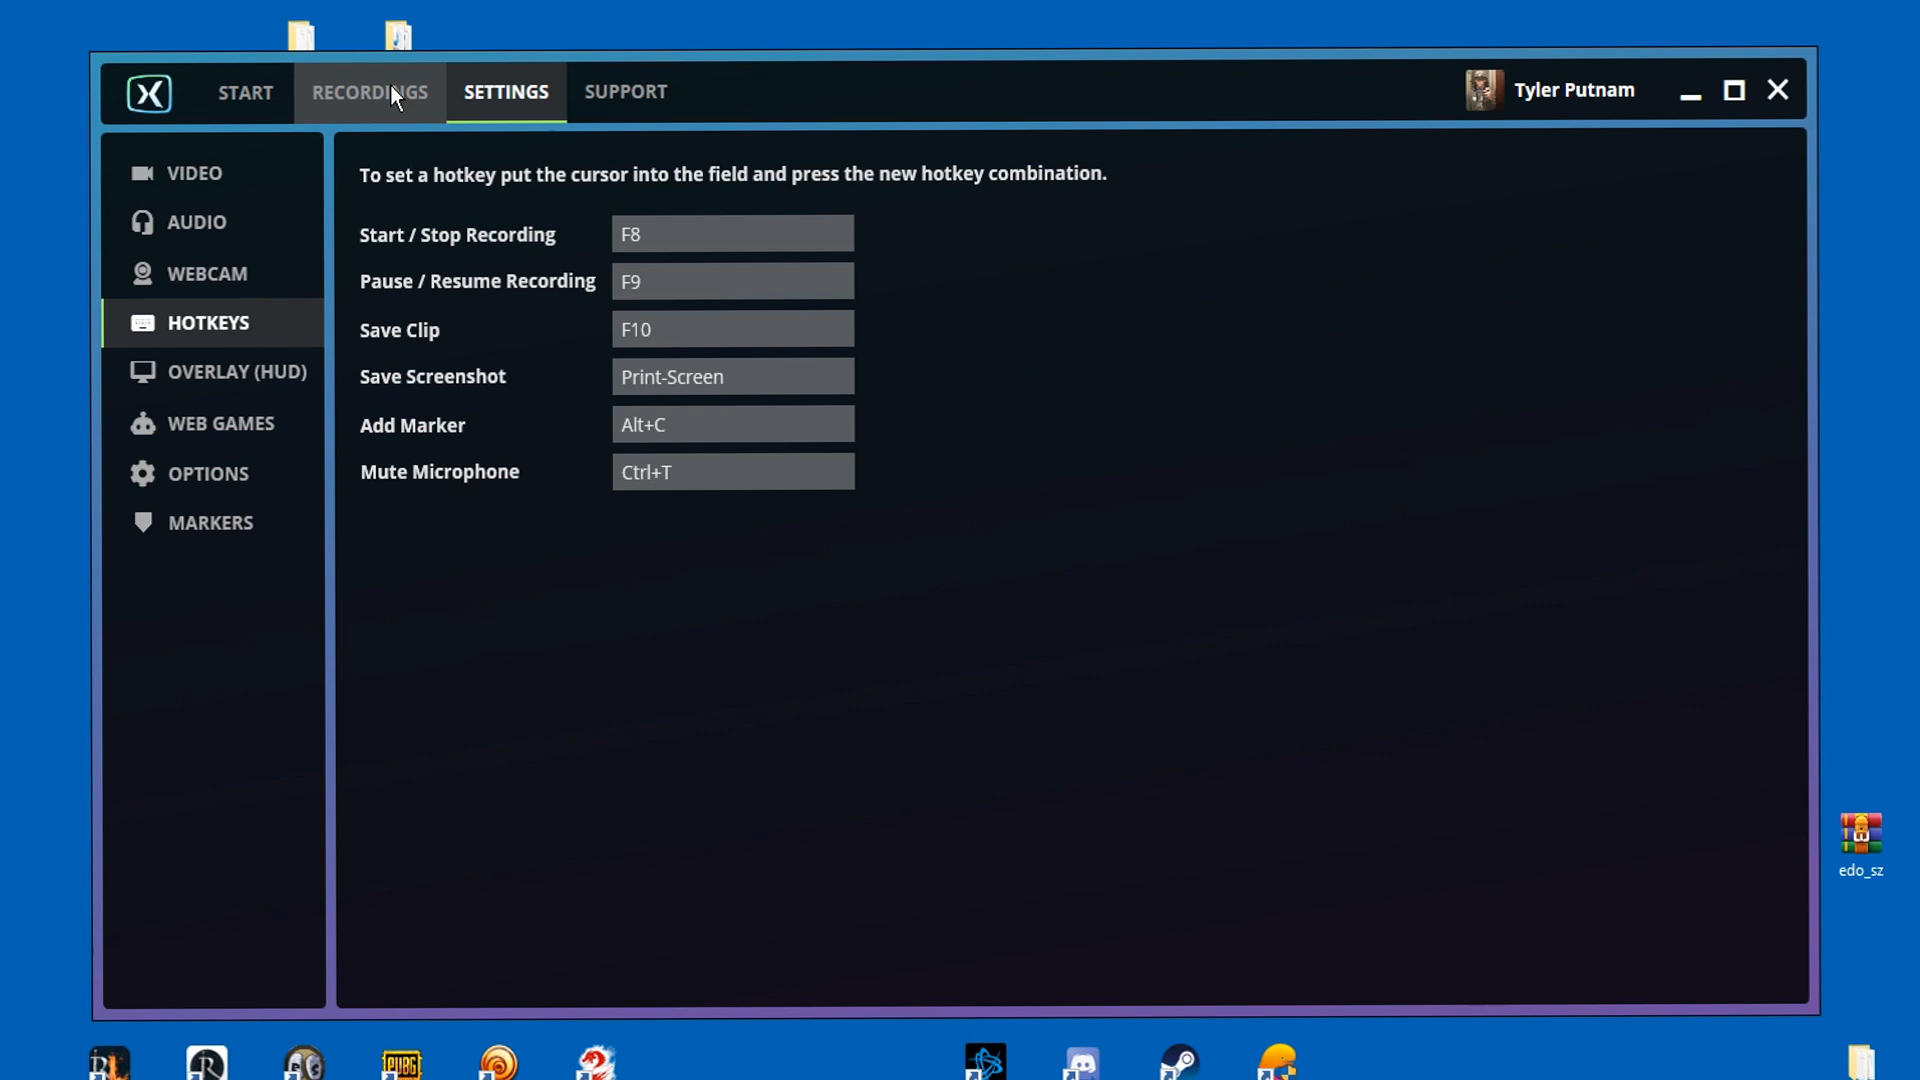 START RECORDINGS SETTINGS SUPPORT Tyler Putnam
VIDEO
AUDIO
WEBCAM
HOTKEYS
OVERLAY (HUD)
WEB GAMES
OPTIONS
MARKERS
To set a hotkey put the cursor into the field and press the new hotkey combination.
Start / Stop Recording F8
Pause / Resume Recording F9
Save Clip F10
Save Screenshot Print-Screen
Add Marker Alt+C
Mute Microphone Ctrl+T
edo_sz
PUBG